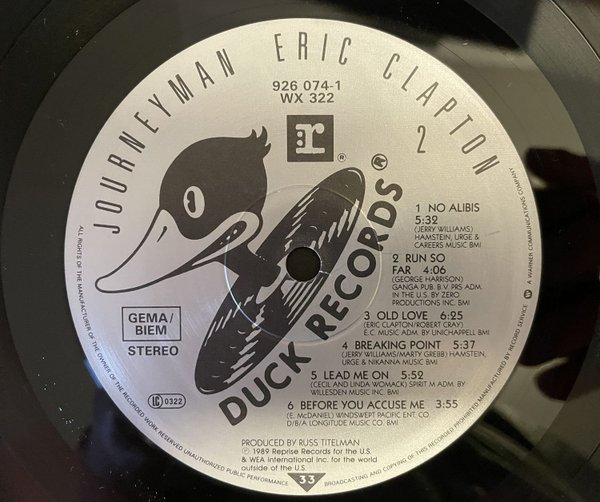 JOURNEYMAN ERIC CLAPTON
926 074-1
WX 322
2
r
®
®
DUCK RECORDS
1 NO ALIBIS
5:32
(JERRY WILLIAMS)
HAMSTEIN, URGE &
CAREERS MUSIC BMI
2 RUN SO
FAR 4:06
(GEORGE HARRISON)
GANGA PUB. B.V. PRS ADM.
IN THE U.S. BY ZERO
PRODUCTIONS INC. BMI
3 OLD LOVE 6:25
(ERIC CLAPTON/ROBERT CRAY)
E.C. MUSIC ADM. BY UNICHAPPELL BMI
4 BREAKING POINT 5:37
(JERRY WILLIAMS/MARTY GREBB) HAMSTEIN,
URGE & NIKANNA MUSIC BMI
5 LEAD ME ON 5:52
(CECIL AND LINDA WOMACK) SPIRIT M ADM. BY
WILLESDEN MUSIC INC. BMI
6 BEFORE YOU ACCUSE ME 3:55
(E. McDANIEL) WINDSWEPT PACIFIC ENT. CO.
D/B/A LONGITUDE MUSIC CO. BMI
GEMA/
BIEM
STEREO
LC 0322
PRODUCED BY RUSS TITELMAN
℗ 1989 Reprise Records for the U.S.
& WEA International Inc. for the world
outside of the U.S.
33
ALL RIGHTS OF THE MANUFACTURER AND OF THE OWNER OF THE RECORDED WORK RESERVED UNAUTHORIZED PUBLIC PERFORMANCE
BROADCASTING AND COPYING OF THIS RECORD PROHIBITED MANUFACTURED BY RECORD SERVICE
A WARNER COMMUNICATIONS COMPANY